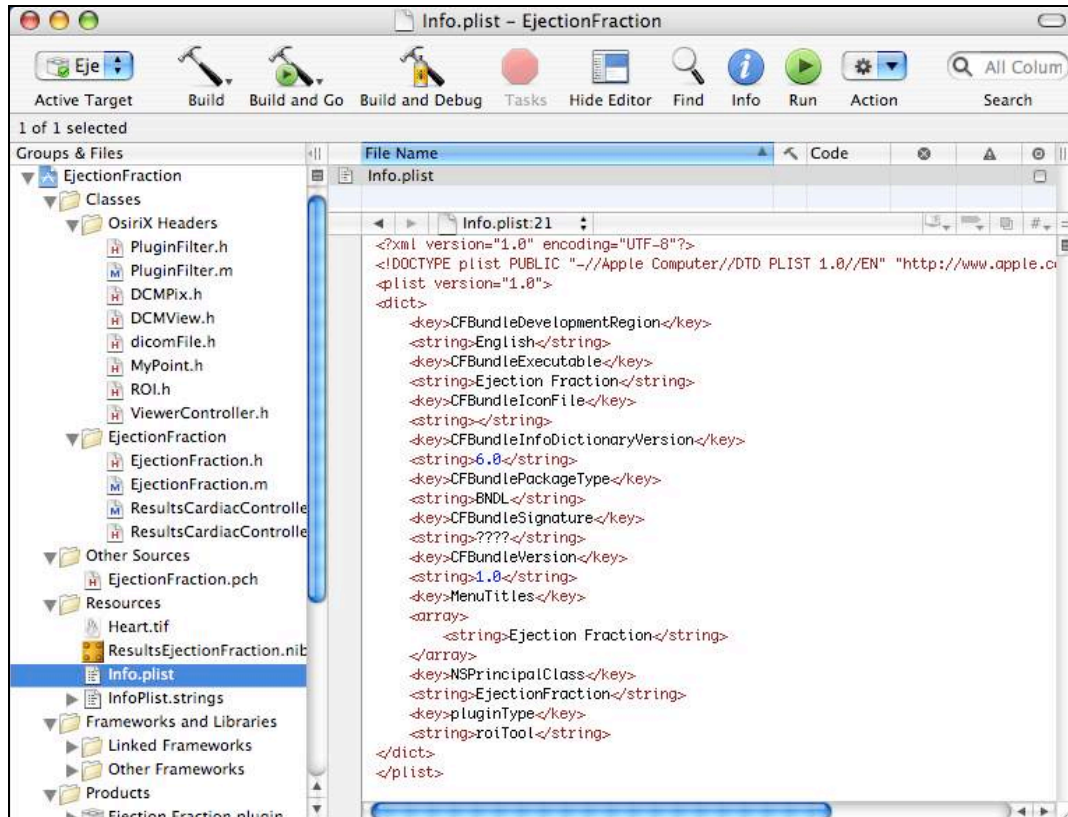 Info.plist – EjectionFraction
Eje
All Colum
Active Target Build Build and Go Build and Debug Tasks Hide Editor Find Info Run Action Search
1 of 1 selected
Groups & Files
EjectionFraction
Classes
OsiriX Headers
PluginFilter.h
PluginFilter.m
DCMPix.h
DCMView.h
dicomFile.h
MyPoint.h
ROI.h
ViewerController.h
EjectionFraction
EjectionFraction.h
EjectionFraction.m
ResultsCardiacControlle
ResultsCardiacControlle
Other Sources
EjectionFraction.pch
Resources
Heart.tif
ResultsEjectionFraction.nib
Info.plist
InfoPlist.strings
Frameworks and Libraries
Linked Frameworks
Other Frameworks
Products
Ejection Fraction.plugin
File Name Code
Info.plist
Info.plist:21 #
<?xml version="1.0" encoding="UTF-8"?>
<!DOCTYPE plist PUBLIC "-//Apple Computer//DTD PLIST 1.0//EN" "http://www.apple.co
<plist version="1.0">
<dict>
<key>CFBundleDevelopmentRegion</key>
<string>English</string>
<key>CFBundleExecutable</key>
<string>Ejection Fraction</string>
<key>CFBundleIconFile</key>
<string></string>
<key>CFBundleInfoDictionaryVersion</key>
<string>6.0</string>
<key>CFBundlePackageType</key>
<string>BNDL</string>
<key>CFBundleSignature</key>
<string>????</string>
<key>CFBundleVersion</key>
<string>1.0</string>
<key>MenuTitles</key>
<array>
<string>Ejection Fraction</string>
</array>
<key>NSPrincipalClass</key>
<string>EjectionFraction</string>
<key>pluginType</key>
<string>roiTool</string>
</dict>
</plist>